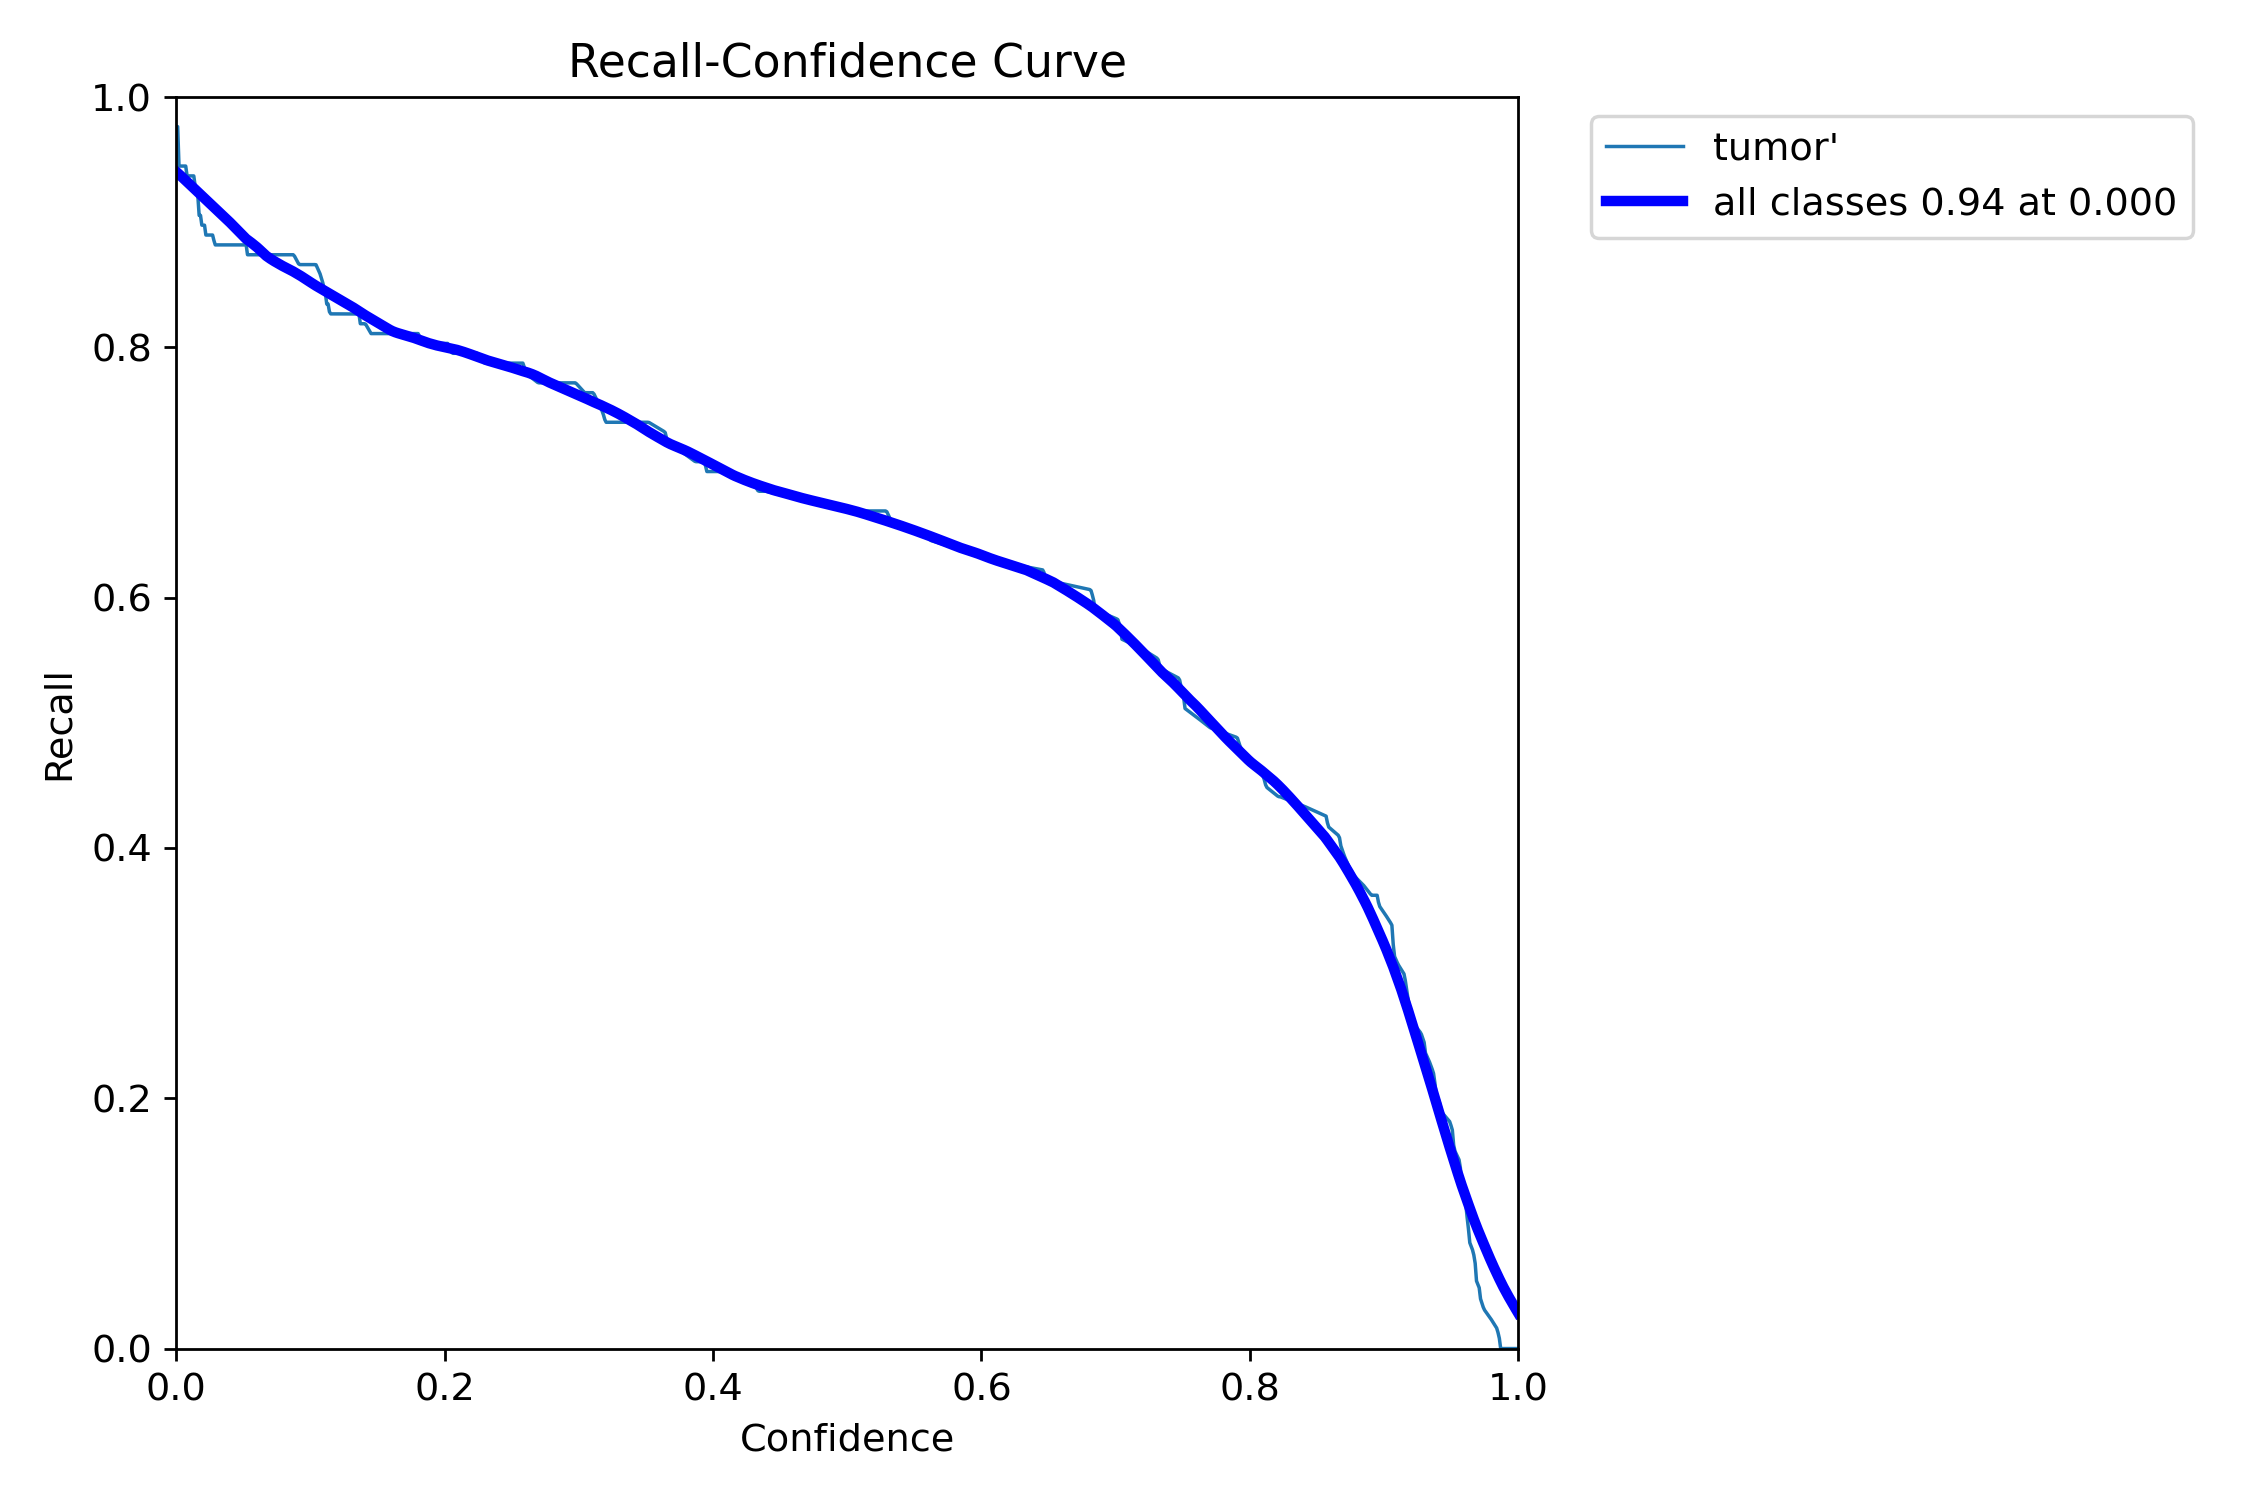 Recall-Confidence Curve
1.0
0.8
0.6
0.4
0.2
0.0
Recall
0.0 0.2 0.4 0.6 0.8 1.0
Confidence
tumor'
all classes 0.94 at 0.000